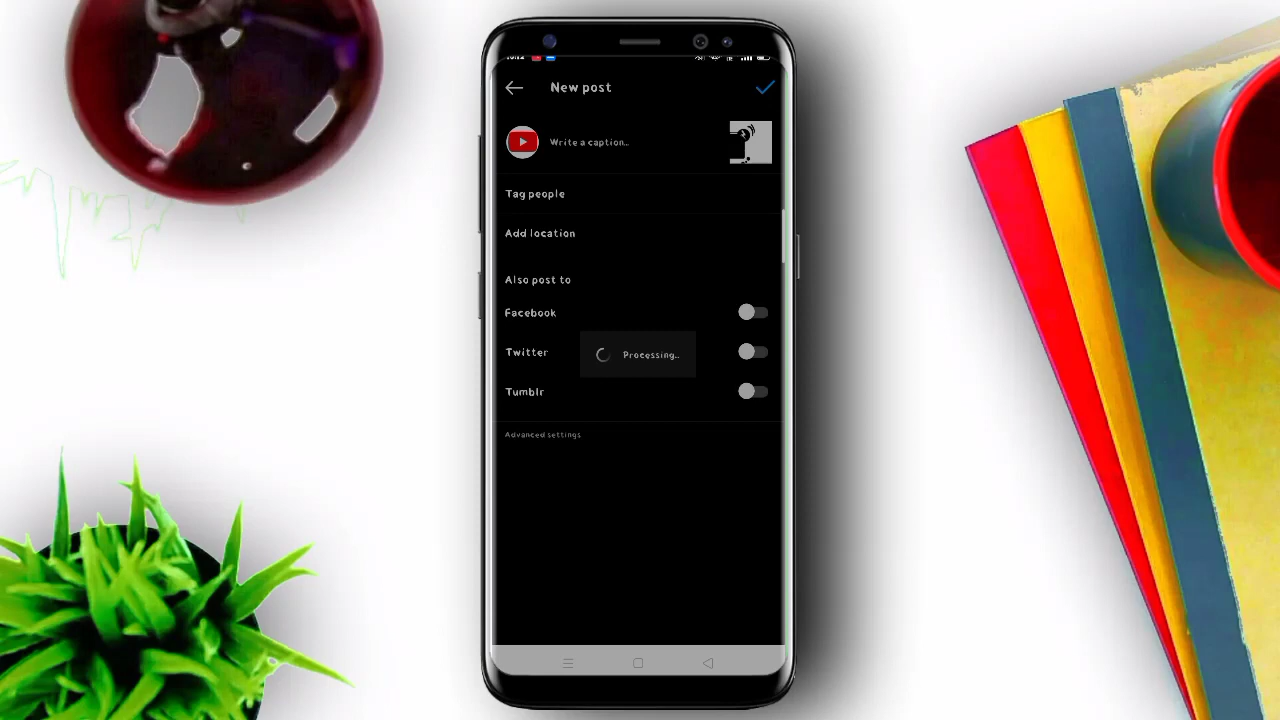 New post
Write a caption..
Tag people
Add location
Also post to
Facebook
Twitter
Processing..
Tumblr
Advanced settings